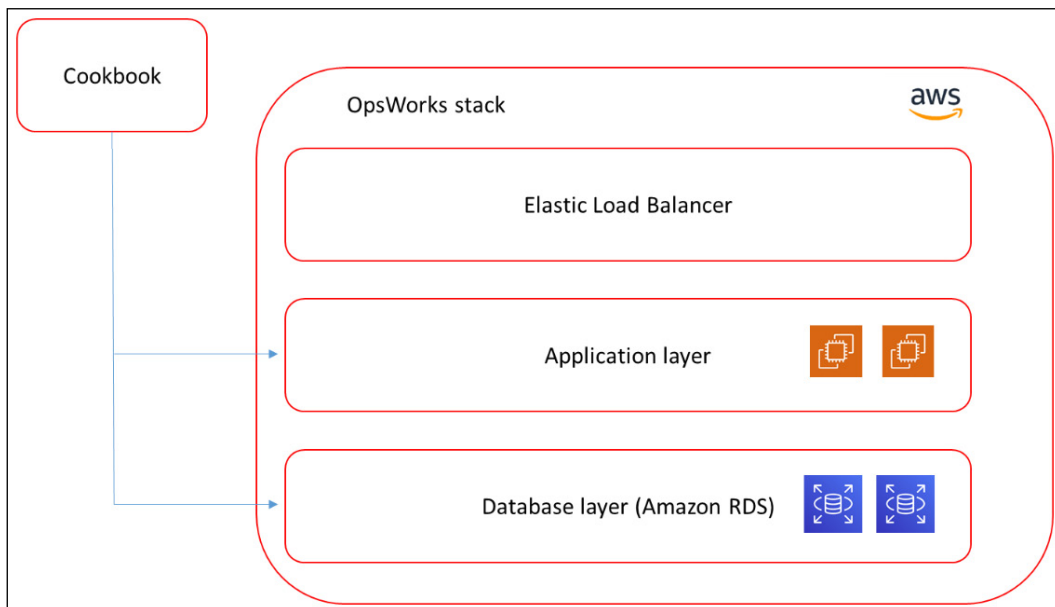 Cookbook
OpsWorks stack
aws
Elastic Load Balancer
Application layer
Database layer (Amazon RDS)